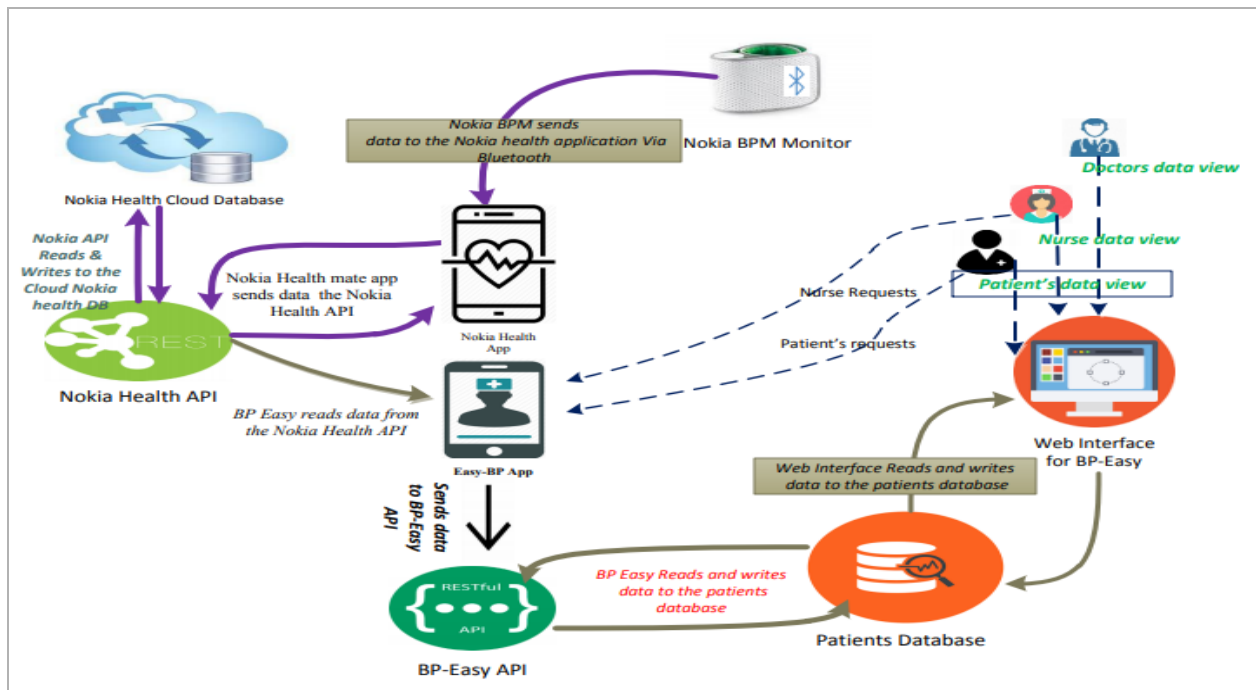 Nokia BPM sends
data to the Nokia health application Via
Bluetooth
Nokia BPM Monitor
Doctors data view
Nokia Health Cloud Database
Nurse data view
Nokia API
Reads &
Writes to the
Cloud Nokia
health DB
Patient's data view
Nokia Health mate app
sends data  the Nokia
Health API
Nurse Requests
REST
Nokia Health
App
Patient's requests
Nokia Health API
BP Easy reads data from
the Nokia Health API
Web Interface
for BP-Easy
Easy-BP App
Web Interface Reads and writes
data to the patients database
Sends data
to BP-Easy
API
BP Easy Reads and writes
data to the patients
database
RESTful
{•••}
API
Patients Database
BP-Easy API